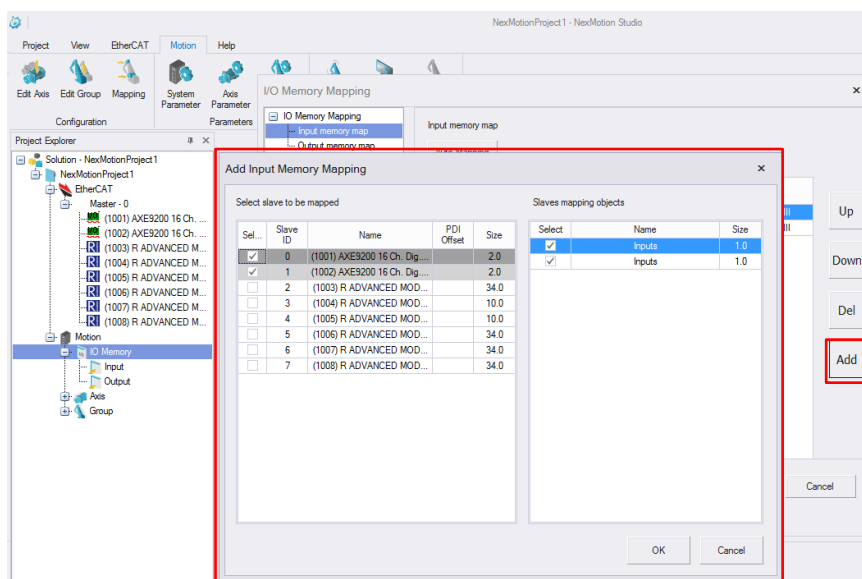 NexMotionProject1 - NexMotion Studio
Project View EtherCAT Motion Help
Edit Axis Edit Group Mapping System Parameter Axis Parameter
Configuration Parameters
I/O Memory Mapping
IO Memory Mapping
Input memory map
Output memory map
Input memory map
Project Explorer
Solution - NexMotionProject1
NexMotionProject1
EtherCAT
Master - 0
(1001) AXE9200 16 Ch. ...
(1002) AXE9200 16 Ch. ...
(1003) R ADVANCED M...
(1004) R ADVANCED M...
(1005) R ADVANCED M...
(1006) R ADVANCED M...
(1007) R ADVANCED M...
(1008) R ADVANCED M...
Motion
IO Memory
Input
Output
Axis
Group
Add Input Memory Mapping
Select slave to be mapped
Sel... Slave ID Name PDI Offset Size
0 (1001) AXE9200 16 Ch. Dig.... 2.0
1 (1002) AXE9200 16 Ch. Dig.... 2.0
2 (1003) R ADVANCED MOD... 34.0
3 (1004) R ADVANCED MOD... 10.0
4 (1005) R ADVANCED MOD... 10.0
5 (1006) R ADVANCED MOD... 34.0
6 (1007) R ADVANCED MOD... 34.0
7 (1008) R ADVANCED MOD... 34.0
Slaves mapping objects
Select Name Size
Inputs 1.0
Inputs 1.0
OK Cancel
Up
Down
Del
Add
Cancel